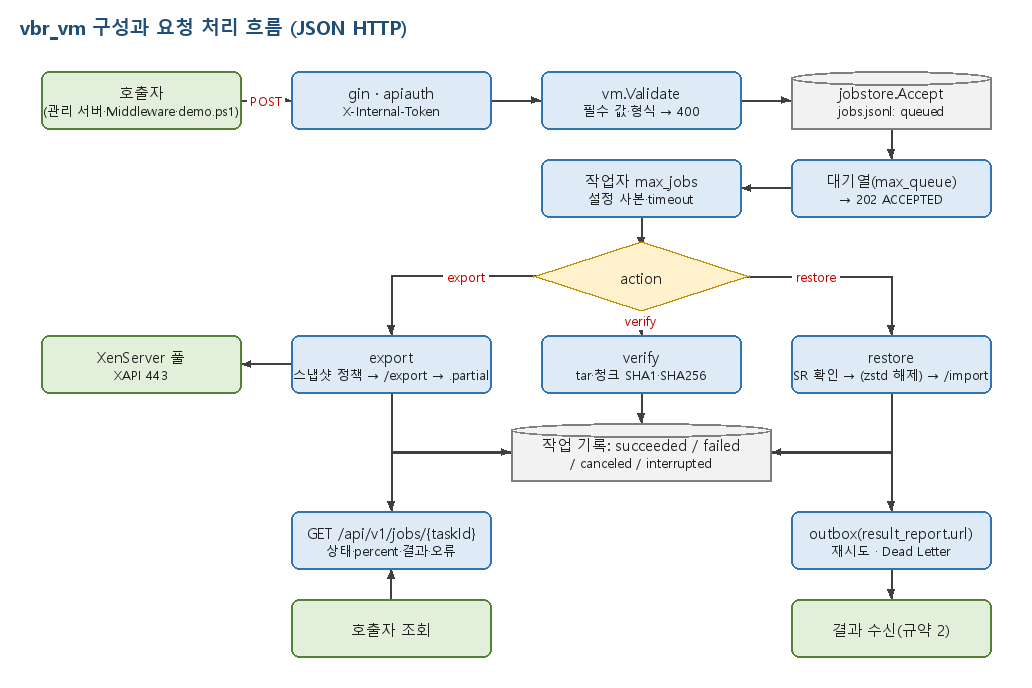 vbr_vm 구성과 요청 처리 흐름 (JSON HTTP)
호출자
(관리 서버·Middleware·demo.ps1)
POST
gin · apiauth
X-Internal-Token
vm.Validate
필수 값·형식 → 400
jobstore.Accept
jobs.jsonl: queued
작업자 max_jobs
설정 사본·timeout
대기열(max_queue)
→ 202 ACCEPTED
action
export
restore
verify
XenServer 풀
XAPI 443
export
스냅샷 정책 → /export → .partial
verify
tar·청크 SHA1·SHA256
restore
SR 확인 → (zstd 해제) → /import
작업 기록: succeeded / failed
/ canceled / interrupted
GET /api/v1/jobs/{taskId}
상태·percent·결과·오류
outbox(result_report.url)
재시도 · Dead Letter
호출자 조회
결과 수신(규약 2)